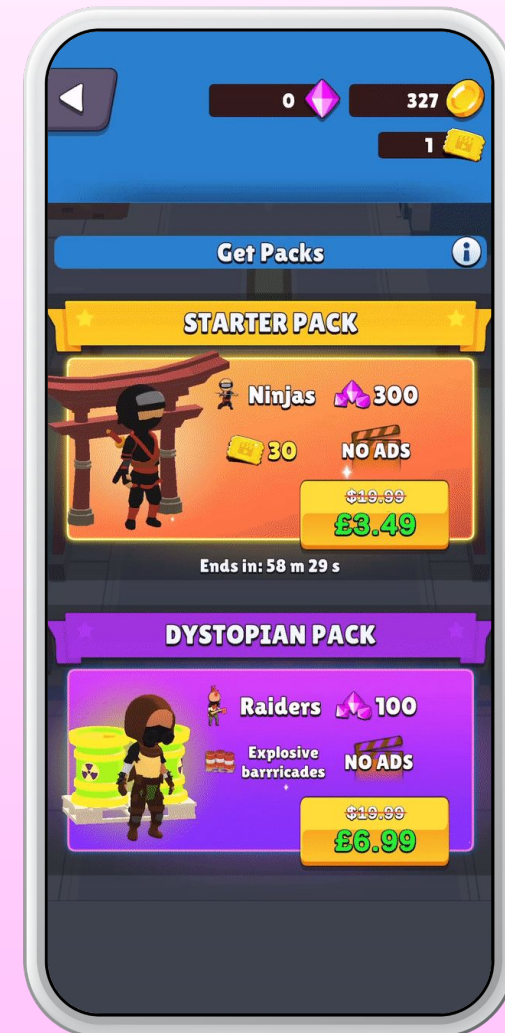 0
327
1
Get Packs
STARTER PACK
Ninjas 300
30 NO ADS
$19.99
£3.49
Ends in: 58 m 29 s
DYSTOPIAN PACK
Raiders 100
Explosive
barrricades
NO ADS
$19.99
£6.99